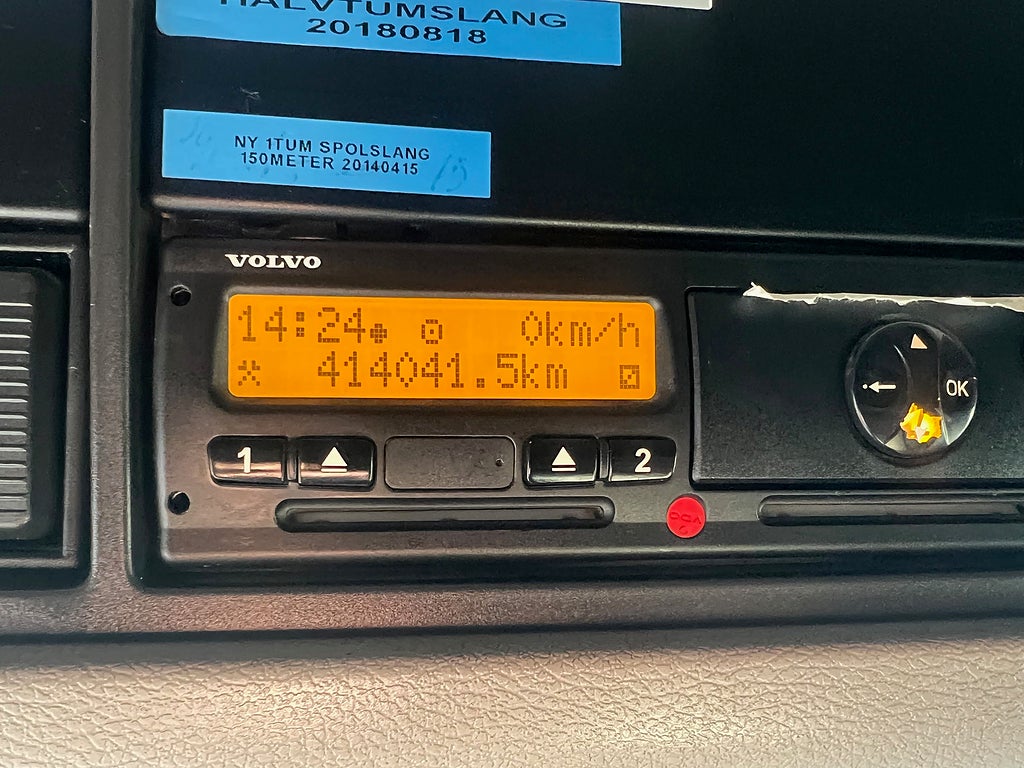 HALVTUMSLANG
20180818
NY 1TUM SPOLSLANG
150METER 20140415
VOLVO
14:24 0km/h
414041.5km
1 2
OK